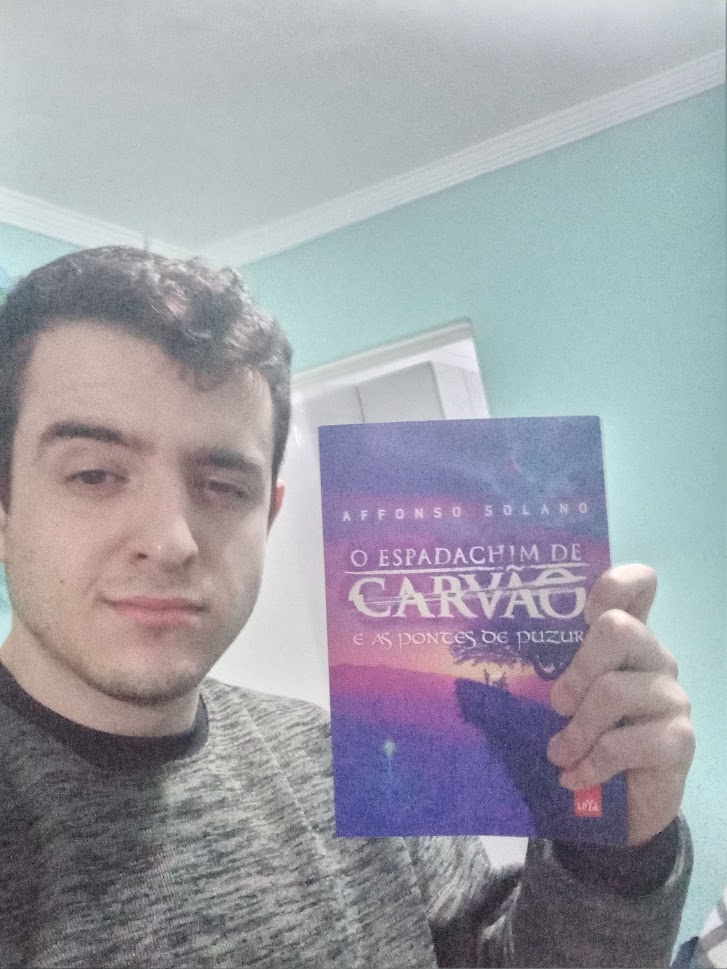 AFFONSO SOLANO
O ESPADACHIM DE
CARVÃO
E AS PONTES DE PUZUR
LeYa